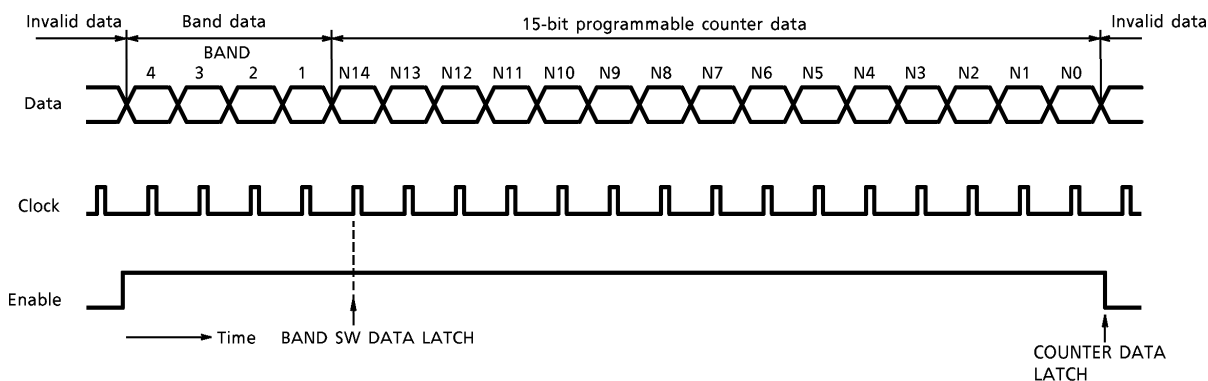 Invalid data Band data 15-bit programmable counter data Invalid data
BAND
4 3 2 1 N14 N13 N12 N11 N10 N9 N8 N7 N6 N5 N4 N3 N2 N1 N0
Data
Clock
Enable
Time BAND SW DATA LATCH
COUNTER DATA
LATCH